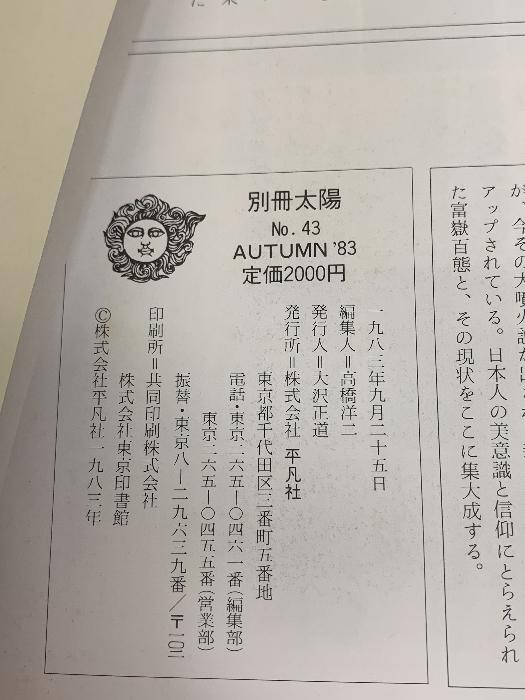 別冊太陽
No. 43
AUTUMN '83
定価2000円
一九八三年九月二十五日
編集人＝高橋洋二
発行人＝大沢正道
発行所＝株式会社 平凡社
東京都千代田区三番町五番地
電話・東京二六五―〇四六一番(編集部)
東京二六五―〇四五五番(営業部)
振替・東京八―二九六三九番／〒一〇二
印刷所＝共同印刷株式会社
株式会社東京印書館
©株式会社平凡社一九八三年
アップされている。日本人の美意識と信仰にとらえられ
た富嶽百態と、その現状をここに集大成する。